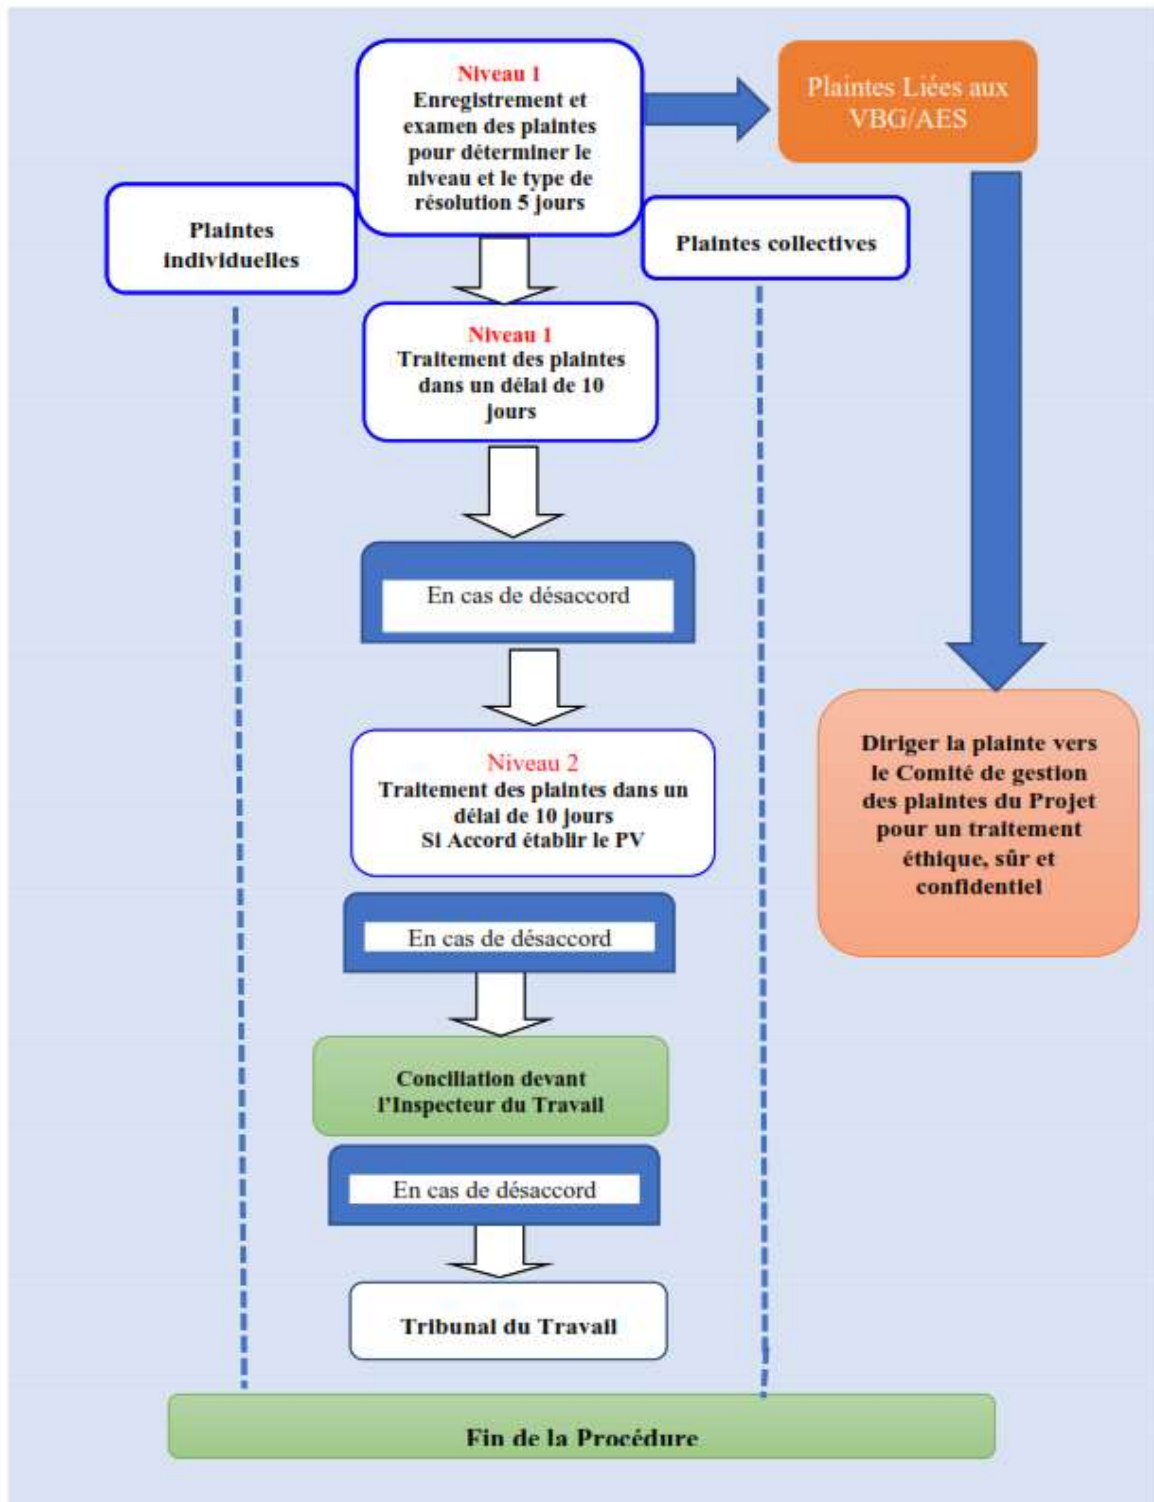 Niveau 1
Enregistrement et
examen des plaintes
pour déterminer le
niveau et le type de
résolution 5 jours
Plaintes Liées aux
VBG/AES
Plaintes
individuelles
Plaintes collectives
Niveau 1
Traitement des plaintes
dans un délai de 10
jours
En cas de désaccord
Niveau 2
Traitement des plaintes dans un
délai de 10 jours
Si Accord établir le PV
Diriger la plainte vers
le Comité de gestion
des plaintes du Projet
pour un traitement
éthique, sûr et
confidentiel
En cas de désaccord
Conciliation devant
l'Inspecteur du Travail
En cas de désaccord
Tribunal du Travail
Fin de la Procédure